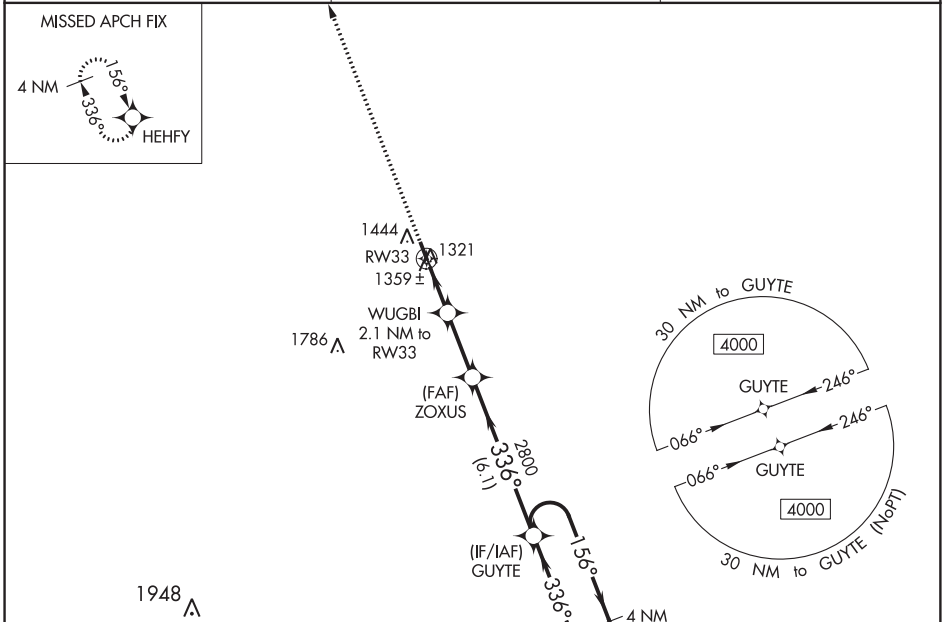 MISSED APCH FIX
4 NM
156°
336°
HEHFY
1444
RW33
1321
1359 ±
WUGBI
2.1 NM to
RW33
1786
(FAF)
ZOXUS
2800
336°
(6.1)
(IF/IAF)
GUYTE
156°
336°
4 NM
1948
30 NM to GUYTE
4000
GUYTE
246°
066°
246°
066°
GUYTE
4000
30 NM to GUYTE (NoPT)